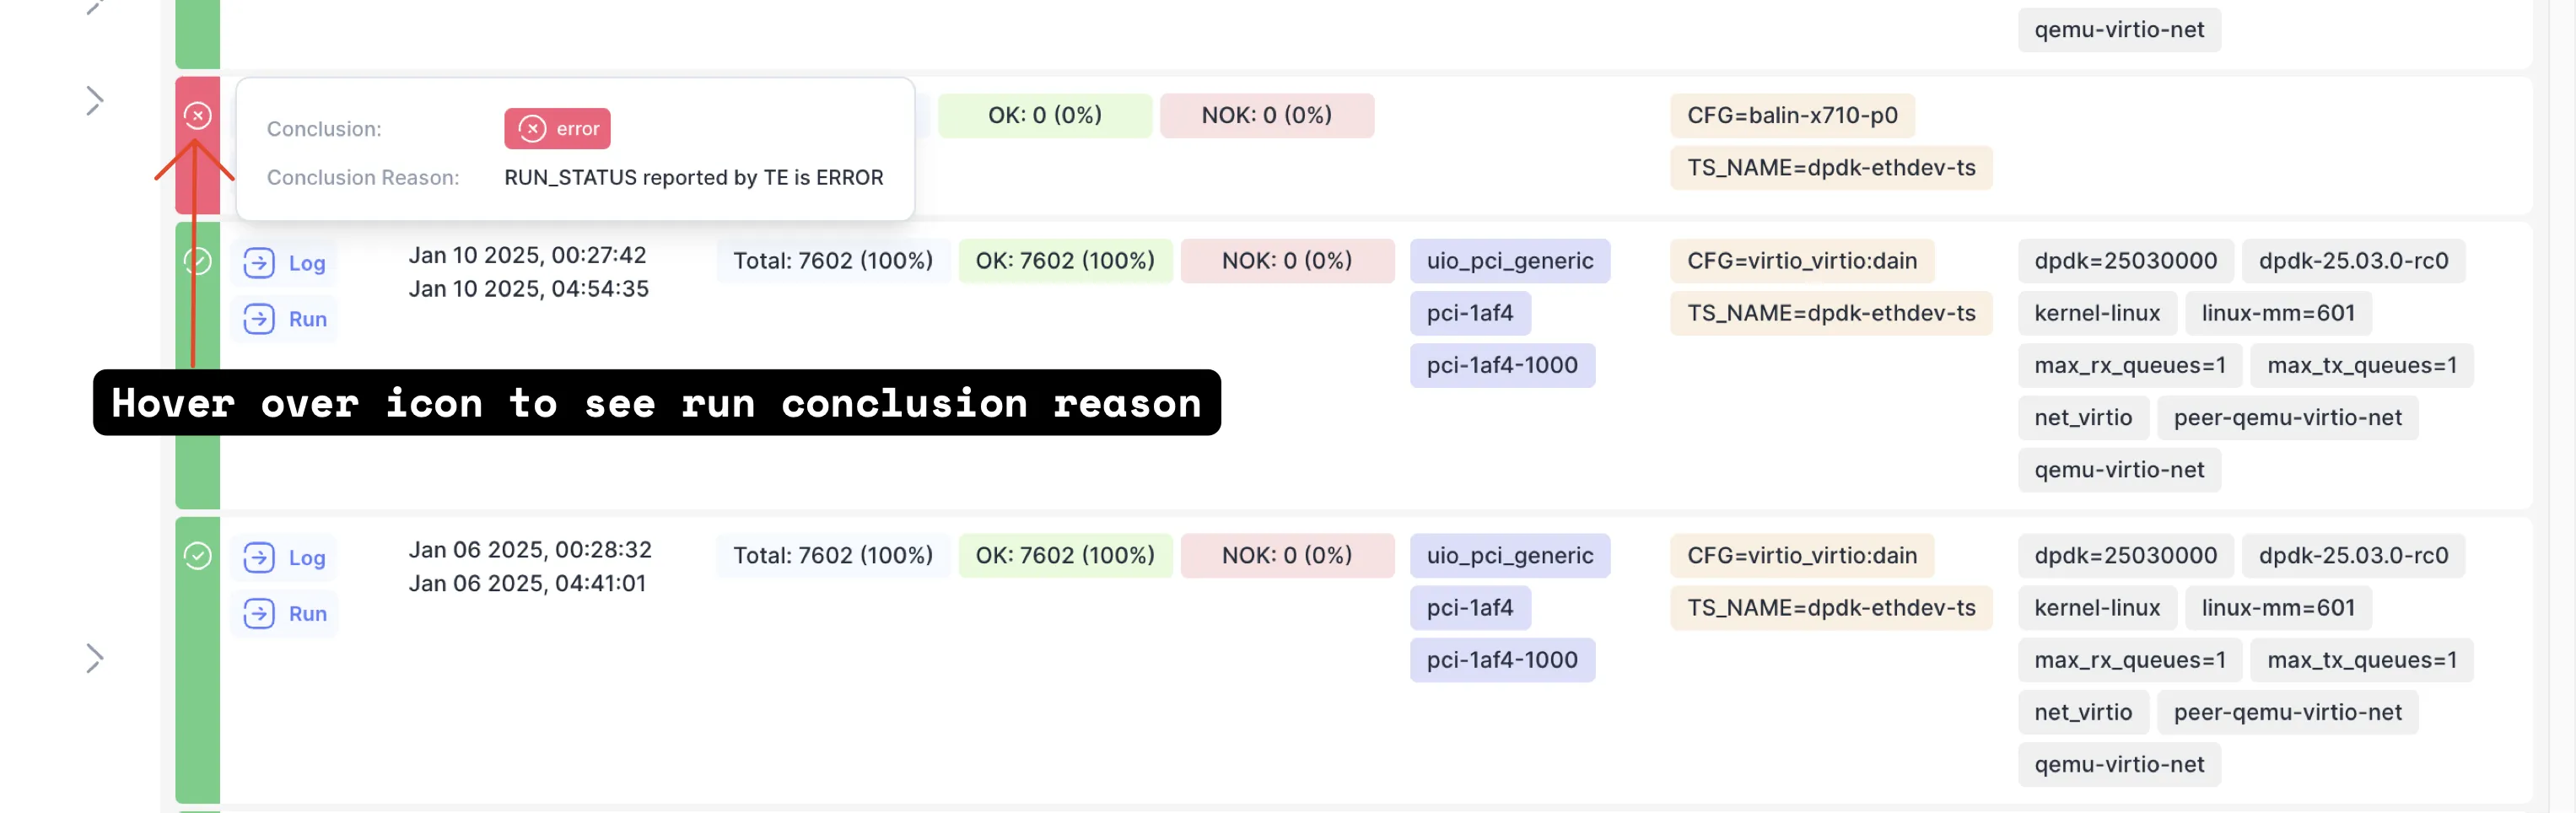 qemu-virtio-net
Conclusion: error
Conclusion Reason: RUN_STATUS reported by TE is ERROR
OK: 0 (0%) NOK: 0 (0%)
CFG=balin-x710-p0
TS_NAME=dpdk-ethdev-ts
Log
Run
Jan 10 2025, 00:27:42
Jan 10 2025, 04:54:35
Total: 7602 (100%) OK: 7602 (100%) NOK: 0 (0%)
uio_pci_generic
pci-1af4
pci-1af4-1000
CFG=virtio_virtio:dain
TS_NAME=dpdk-ethdev-ts
dpdk=25030000 dpdk-25.03.0-rc0
kernel-linux linux-mm=601
max_rx_queues=1 max_tx_queues=1
net_virtio peer-qemu-virtio-net
qemu-virtio-net
Hover over icon to see run conclusion reason
Log
Run
Jan 06 2025, 00:28:32
Jan 06 2025, 04:41:01
Total: 7602 (100%) OK: 7602 (100%) NOK: 0 (0%)
uio_pci_generic
pci-1af4
pci-1af4-1000
CFG=virtio_virtio:dain
TS_NAME=dpdk-ethdev-ts
dpdk=25030000 dpdk-25.03.0-rc0
kernel-linux linux-mm=601
max_rx_queues=1 max_tx_queues=1
net_virtio peer-qemu-virtio-net
qemu-virtio-net